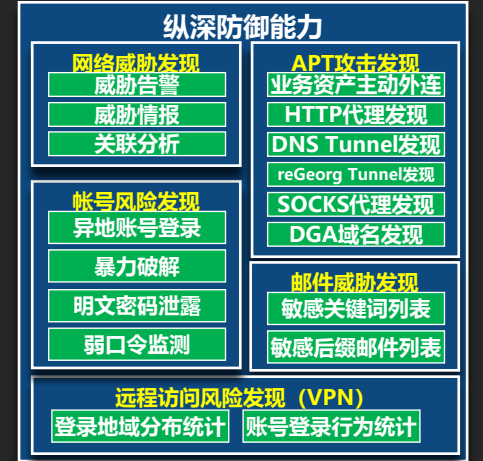 纵深防御能力
网络威胁发现
威胁告警
威胁情报
关联分析
APT攻击发现
业务资产主动外连
HTTP代理发现
DNS Tunnel发现
reGeorg Tunnel发现
SOCKS代理发现
DGA域名发现
帐号风险发现
异地账号登录
暴力破解
明文密码泄露
弱口令监测
邮件威胁发现
敏感关键词列表
敏感后缀邮件列表
远程访问风险发现（VPN）
登录地域分布统计
账号登录行为统计